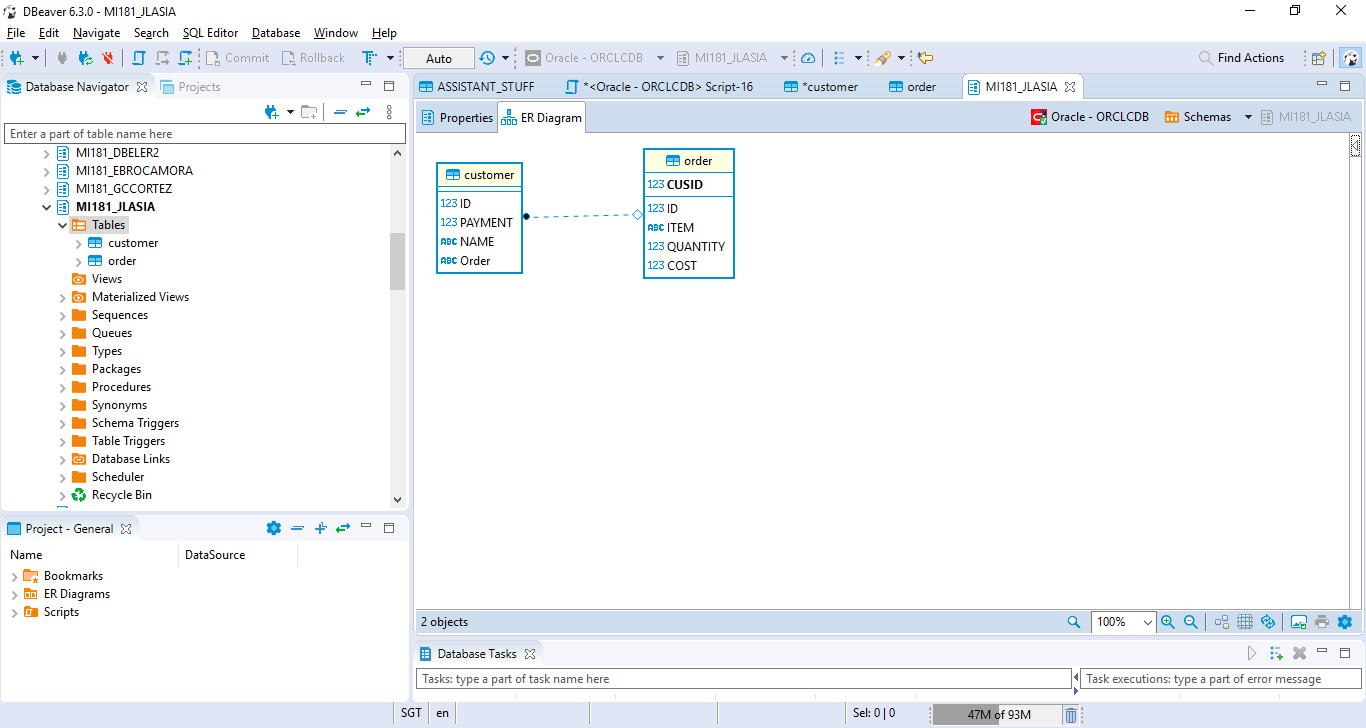 DBeaver 6.3.0 - MI181_JLASIA
File Edit Navigate Search SQL Editor Database Window Help
Commit Rollback Auto Oracle - ORCLCDB MI181_JLASIA Find Actions
Database Navigator Projects
Enter a part of table name here
MI181_DBELER2
MI181_EBROCAMORA
MI181_GCCORTEZ
MI181_JLASIA
Tables
customer
order
Views
Materialized Views
Sequences
Queues
Types
Packages
Procedures
Synonyms
Schema Triggers
Table Triggers
Database Links
Scheduler
Recycle Bin
Project - General
Name DataSource
Bookmarks
ER Diagrams
Scripts
ASSISTANT_STUFF *<Oracle - ORCLCDB> Script-16 *customer order MI181_JLASIA
Properties ER Diagram Oracle - ORCLCDB Schemas MI181_JLASIA
customer
123 ID
123 PAYMENT
ABC NAME
ABC Order
order
123 CUSID
123 ID
ABC ITEM
123 QUANTITY
123 COST
2 objects 100%
Database Tasks
Tasks: type a part of task name here Task executions: type a part of error message
SGT en Sel: 0 | 0 47M of 93M